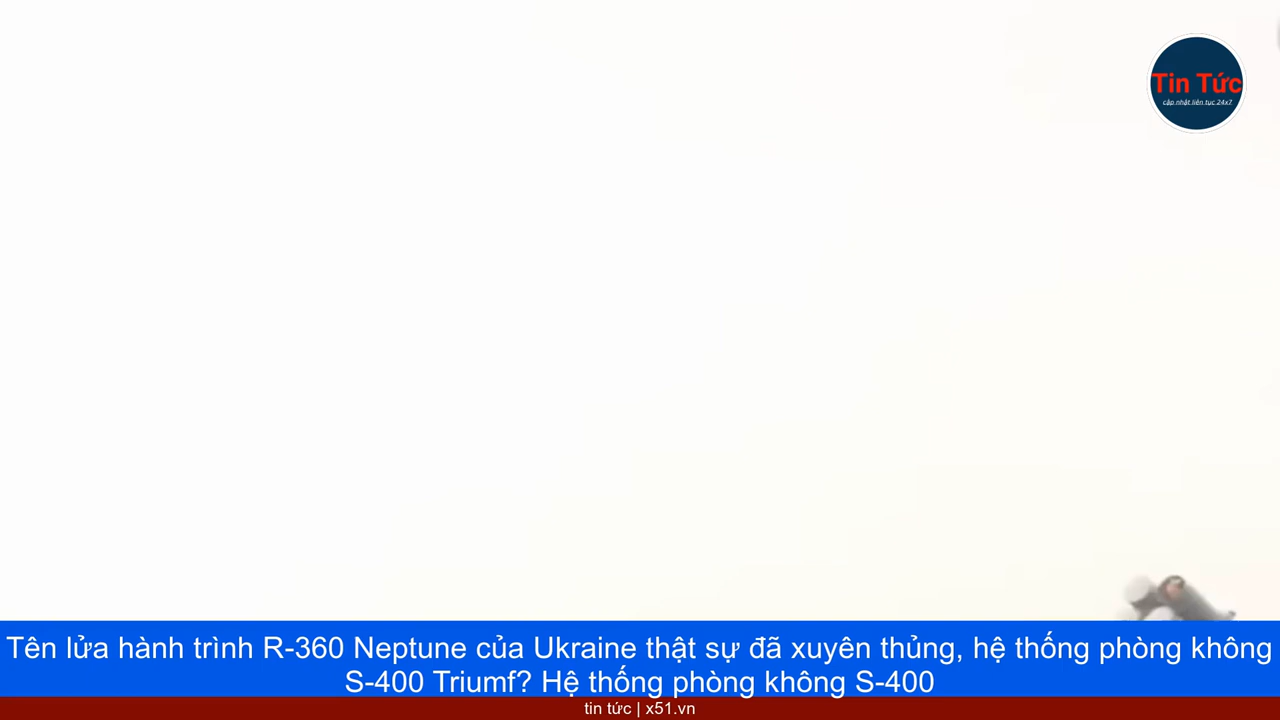 Tin Tức
cập nhật liên tục 24x7
Tên lửa hành trình R-360 Neptune của Ukraine thật sự đã xuyên thủng, hệ thống phòng không
S-400 Triumf? Hệ thống phòng không S-400
tin tức | x51.vn